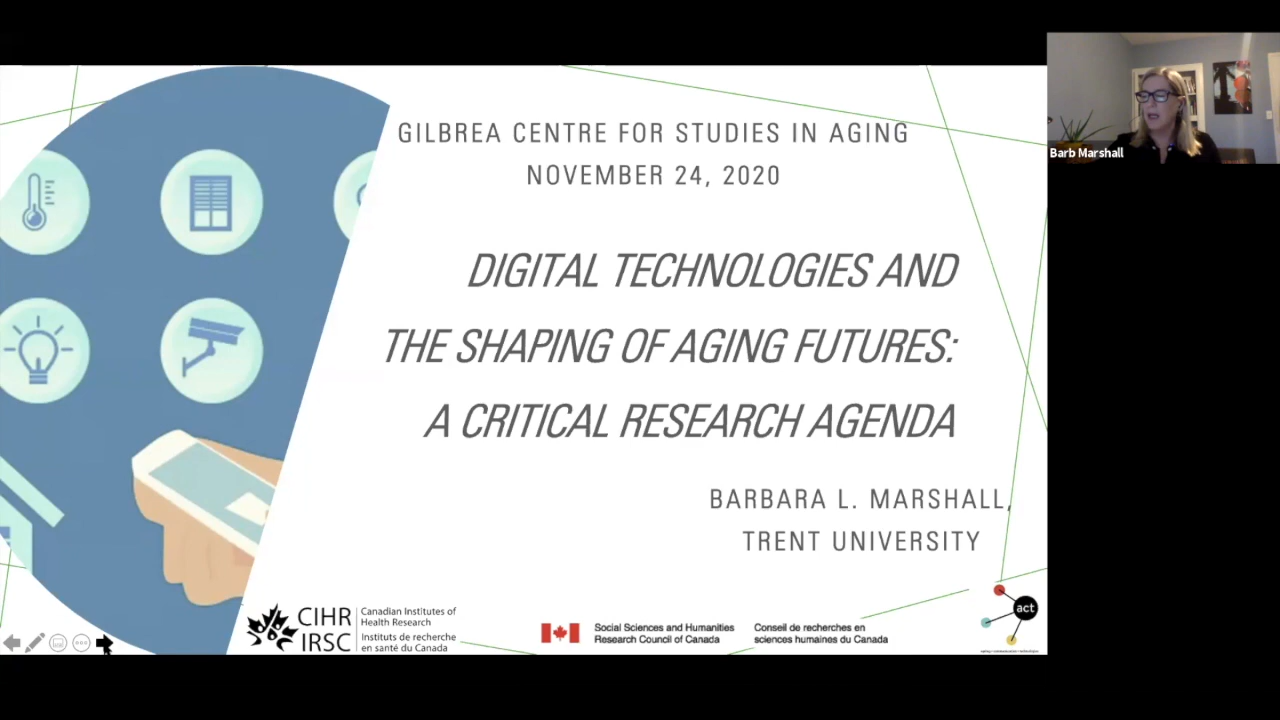 GILBREA CENTRE FOR STUDIES IN AGING
NOVEMBER 24, 2020
DIGITAL TECHNOLOGIES AND
THE SHAPING OF AGING FUTURES:
A CRITICAL RESEARCH AGENDA
BARBARA L. MARSHALL,
TRENT UNIVERSITY
CIHR
IRSC
Canadian Institutes of
Health Research
Instituts de recherche
en santé du Canada
Social Sciences and Humanities
Research Council of Canada
Conseil de recherches en
sciences humaines du Canada
act
Barb Marshall